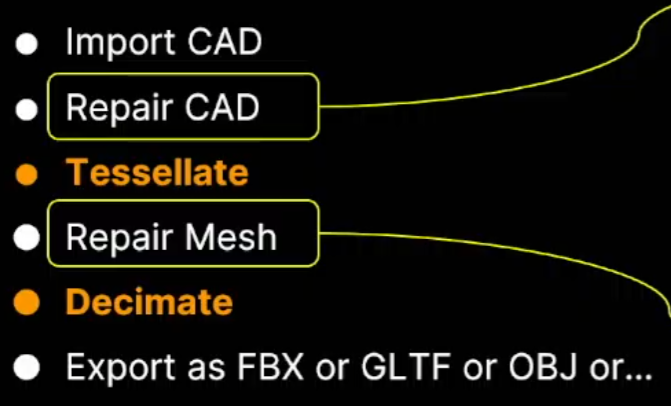 Import CAD
Repair CAD
Tessellate
Repair Mesh
Decimate
Export as FBX or GLTF or OBJ or...